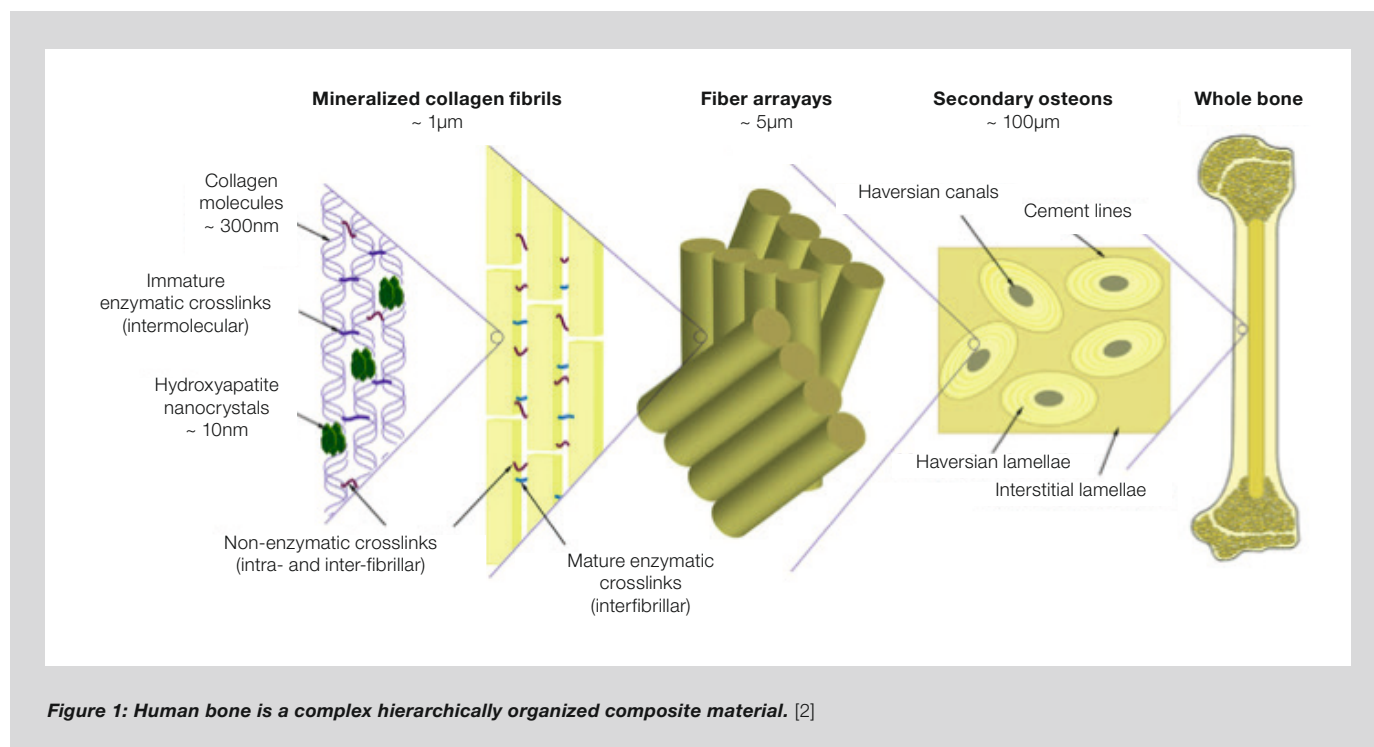 Mineralized collagen fibrils
~ 1µm
Fiber arrayays
~ 5µm
Secondary osteons
~ 100µm
Whole bone
Collagen
molecules
~ 300nm
Immature
enzymatic crosslinks
(intermolecular)
Hydroxyapatite
nanocrystals
~ 10nm
Non-enzymatic crosslinks
(intra- and inter-fibrillar)
Mature enzymatic
crosslinks
(interfibrillar)
Haversian canals
Cement lines
Haversian lamellae
Interstitial lamellae
Figure 1: Human bone is a complex hierarchically organized composite material. [2]